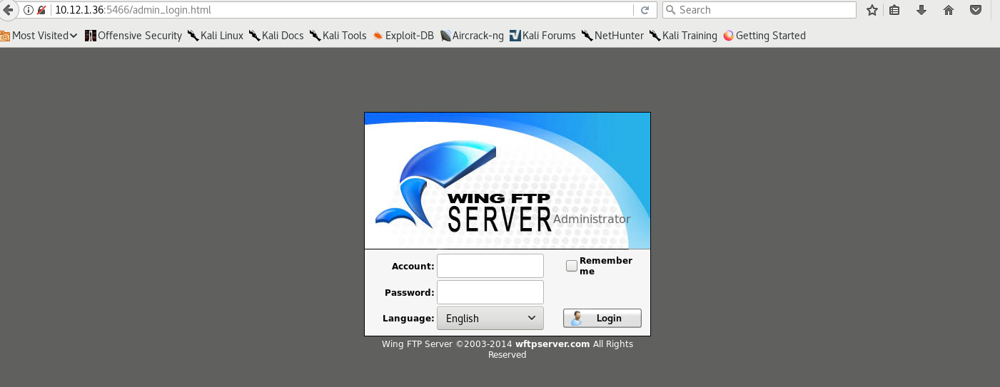 10.12.1.36:5466/admin_login.html
Search
Most Visited Offensive Security Kali Linux Kali Docs Kali Tools Exploit-DB Aircrack-ng Kali Forums NetHunter Kali Training Getting Started
WING FTP
SERVER Administrator
Account:
Remember
me
Password:
Language: English
Login
Wing FTP Server ©2003-2014 wftpserver.com All Rights
Reserved